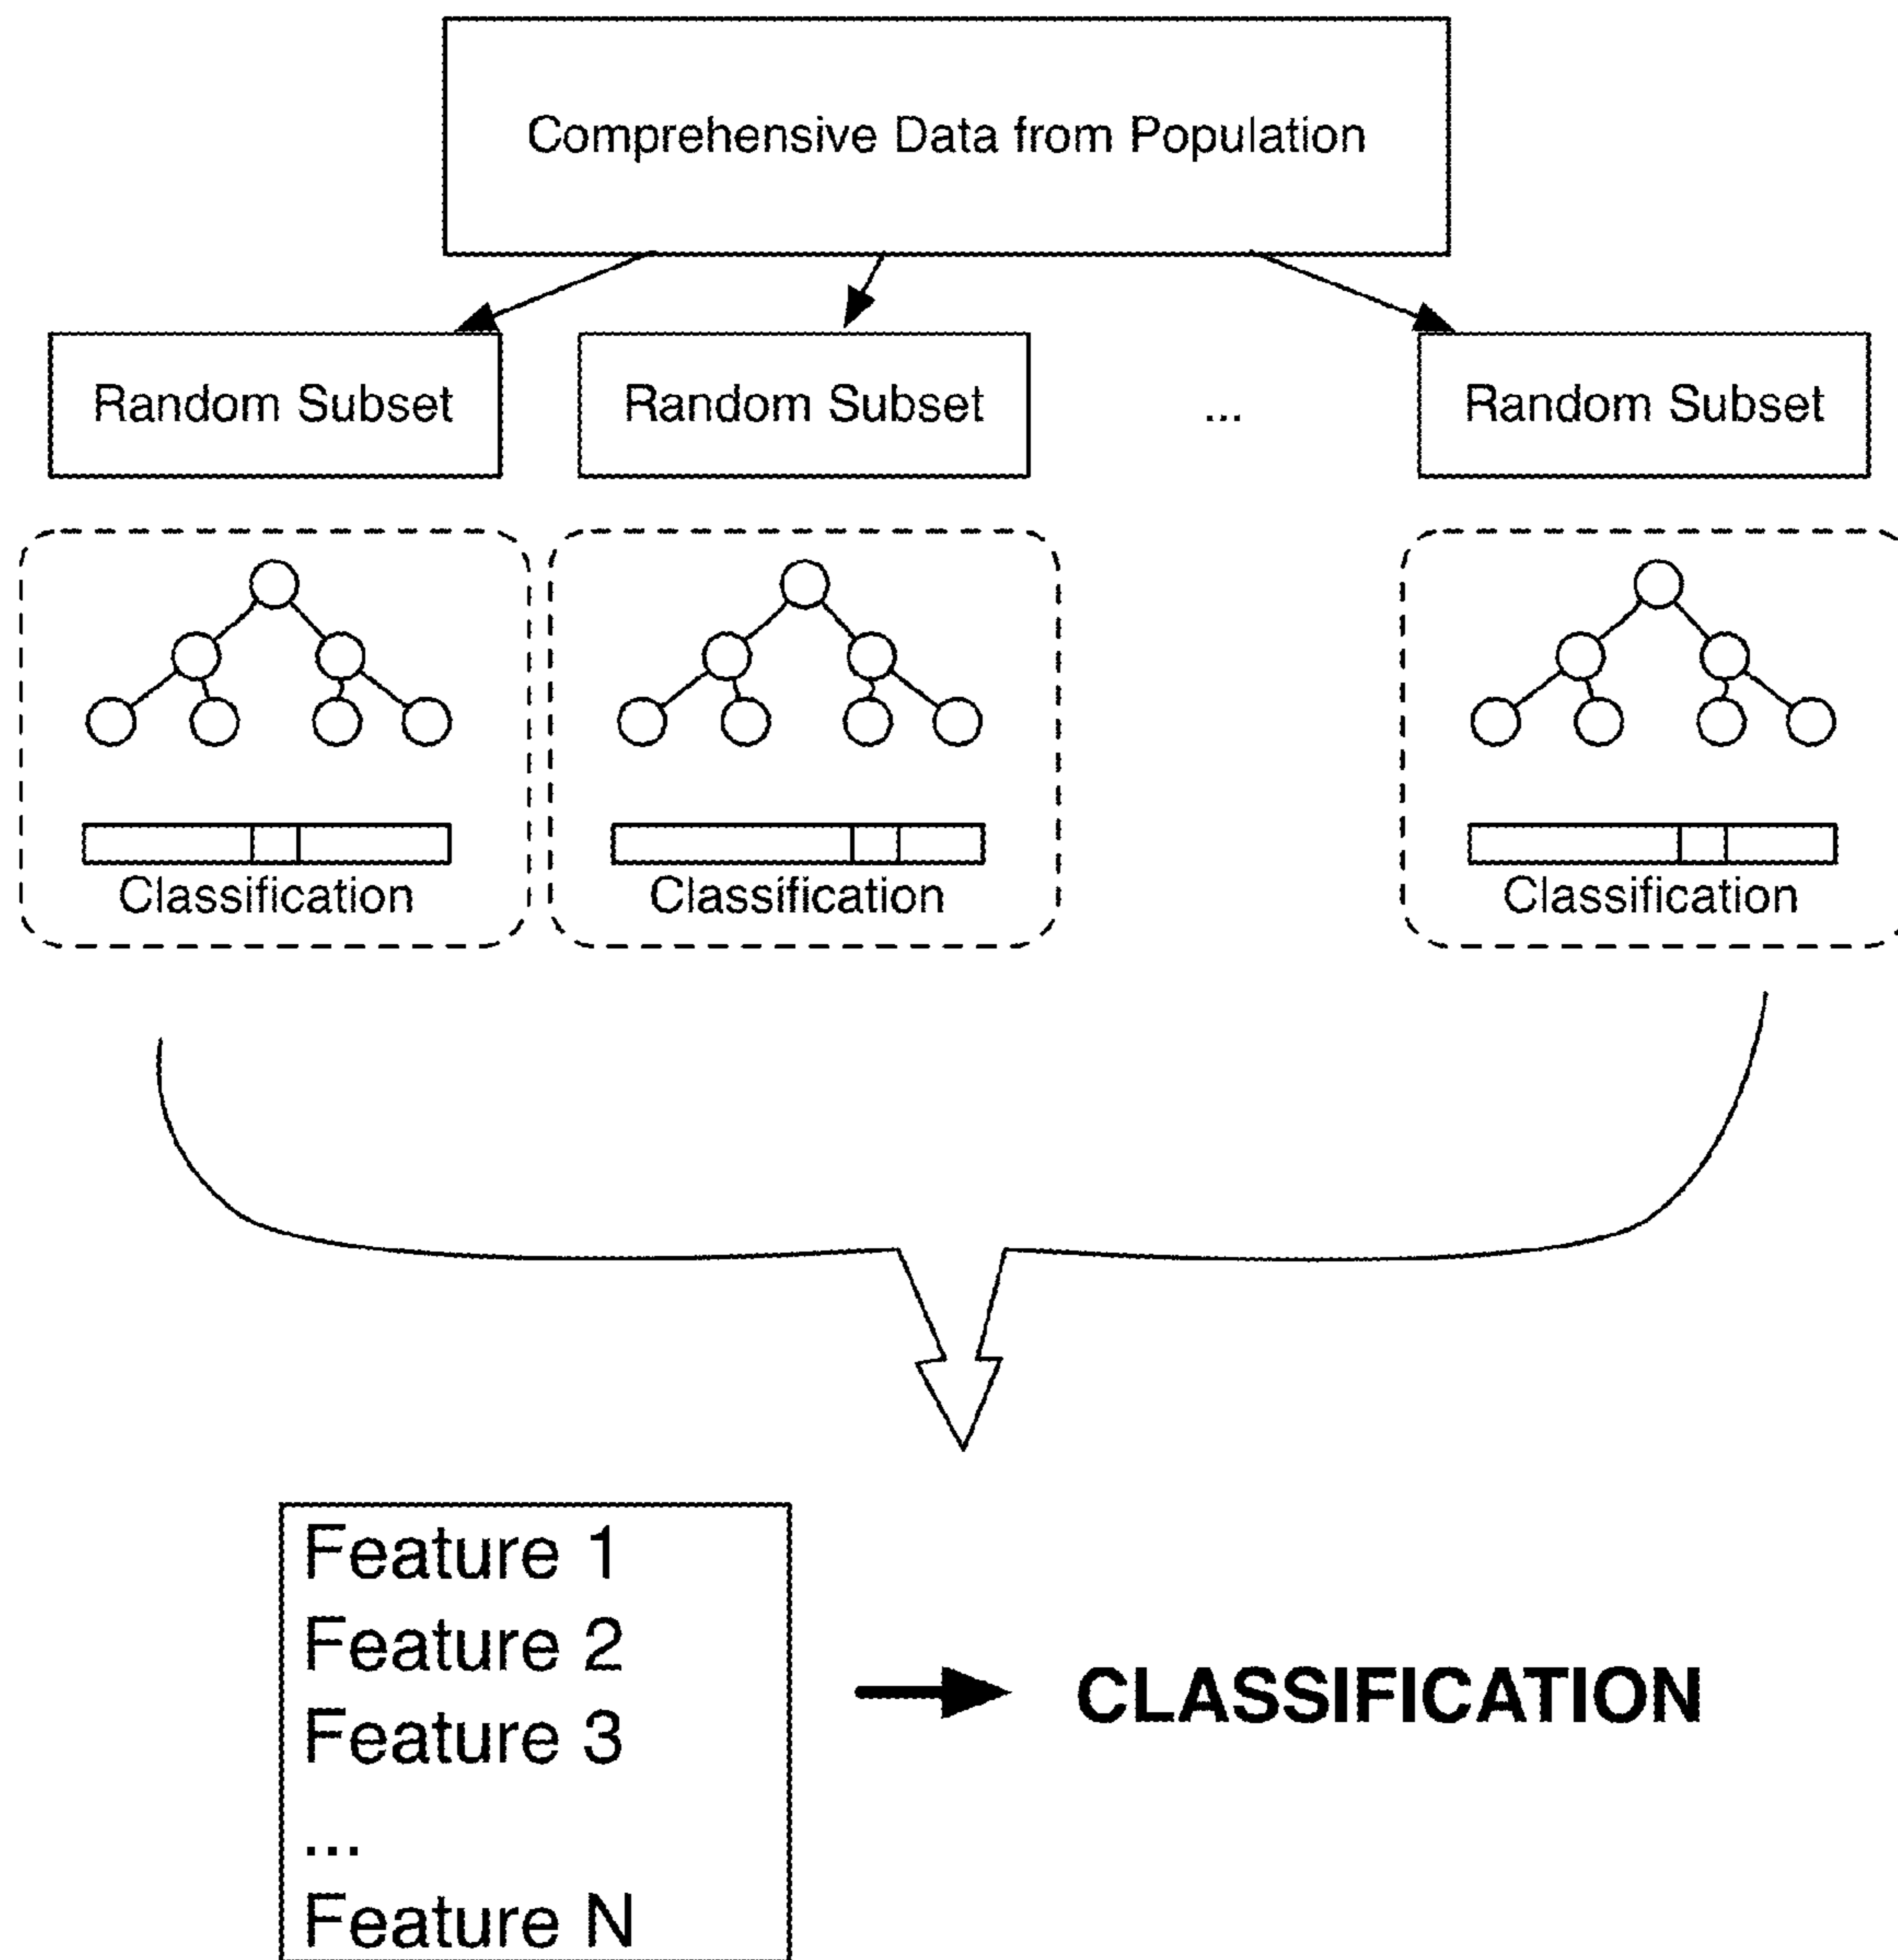 Comprehensive Data from Population
Random Subset
Random Subset
...
Random Subset
Classification
Classification
Classification
Feature 1
Feature 2
Feature 3
...
Feature N
CLASSIFICATION